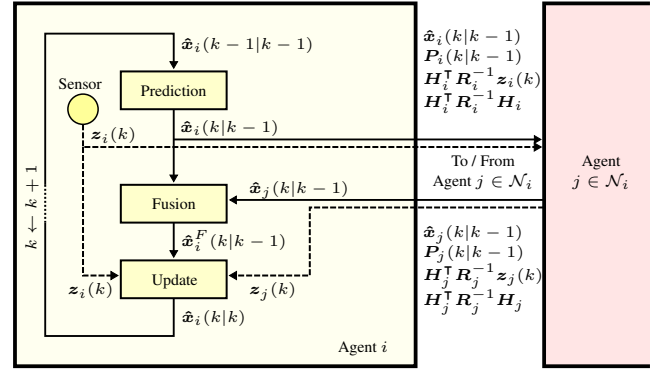 x̂_i(k−1|k−1)
Sensor
Prediction
z_i(k)
x̂_i(k|k−1)
k ← k + 1
Fusion
x̂_j(k|k−1)
x̂_i^F(k|k−1)
Update
z_i(k)
z_j(k)
x̂_i(k|k)
Agent i
x̂_i(k|k−1)
P_i(k|k−1)
H_i^⊤ R_i^{−1} z_i(k)
H_i^⊤ R_i^{−1} H_i
To / From
Agent j ∈ 𝒩_i
x̂_j(k|k−1)
P_j(k|k−1)
H_j^⊤ R_j^{−1} z_j(k)
H_j^⊤ R_j^{−1} H_j
Agent
j ∈ 𝒩_i